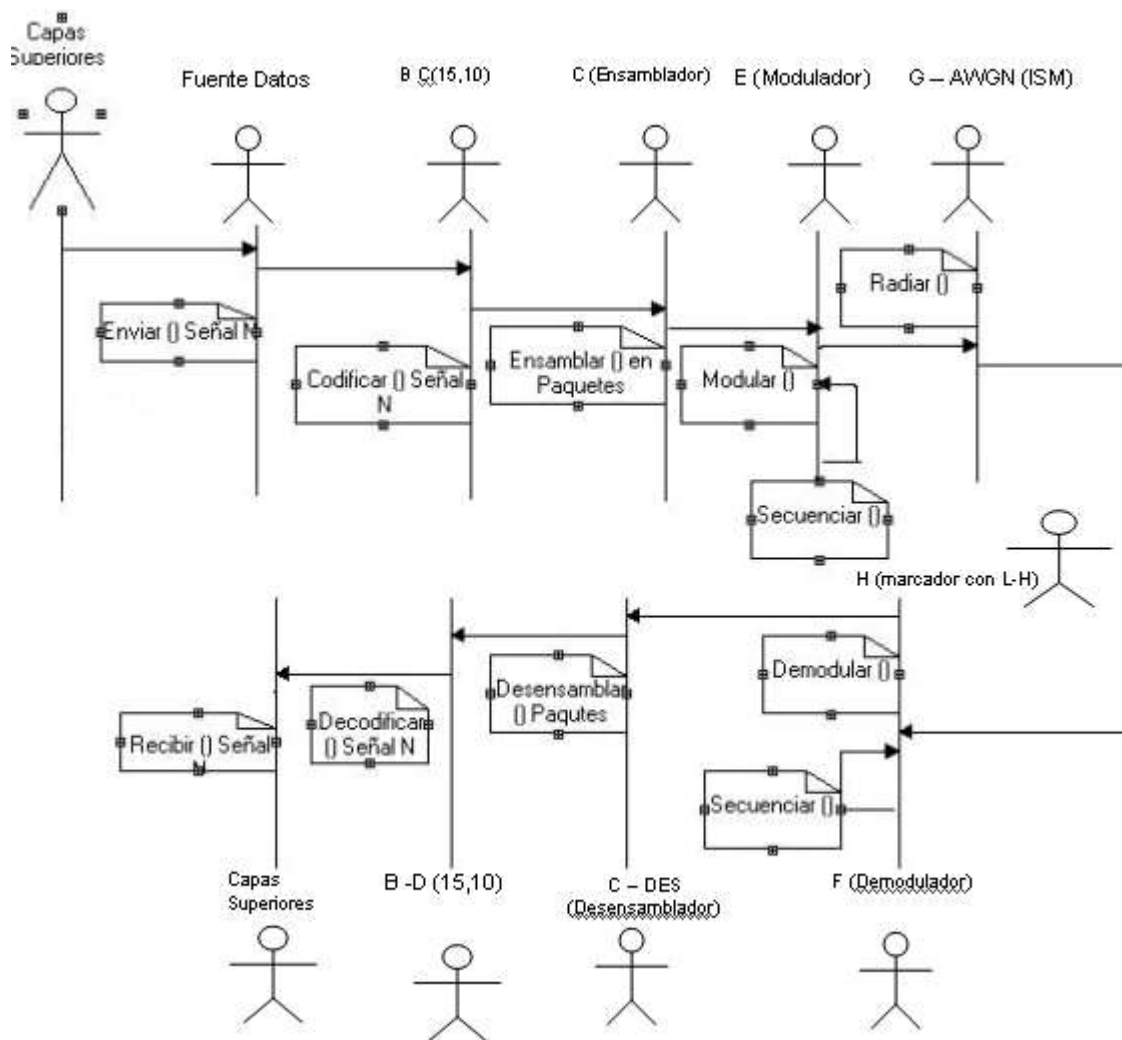 Capas
Superiores
Fuente Datos
B C(15,10)
C (Ensamblador)
E (Modulador)
G – AWGN (ISM)
Radiar ()
Enviar () Señal N
Codificar () Señal
N
Ensamblar () en
Paquetes
Modular ()
Secuenciar ()
H (marcador con L-H)
Demodular ()
Desensamblar
() Paqutes
Decodificar
() Señal N
Recibir () Señal
N
Secuenciar ()
Capas
Superiores
B -D (15,10)
C – DES
(Desensamblador)
F (Demodulador)